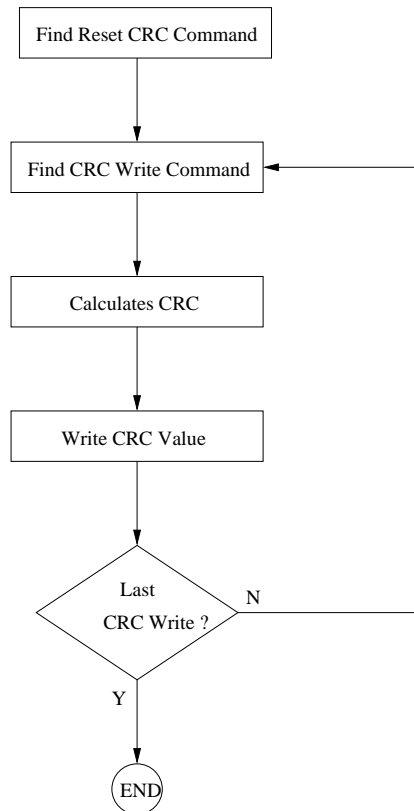 Find Reset CRC Command
Find CRC Write Command
Calculates CRC
Write CRC Value
Last
CRC Write ?
N
Y
END